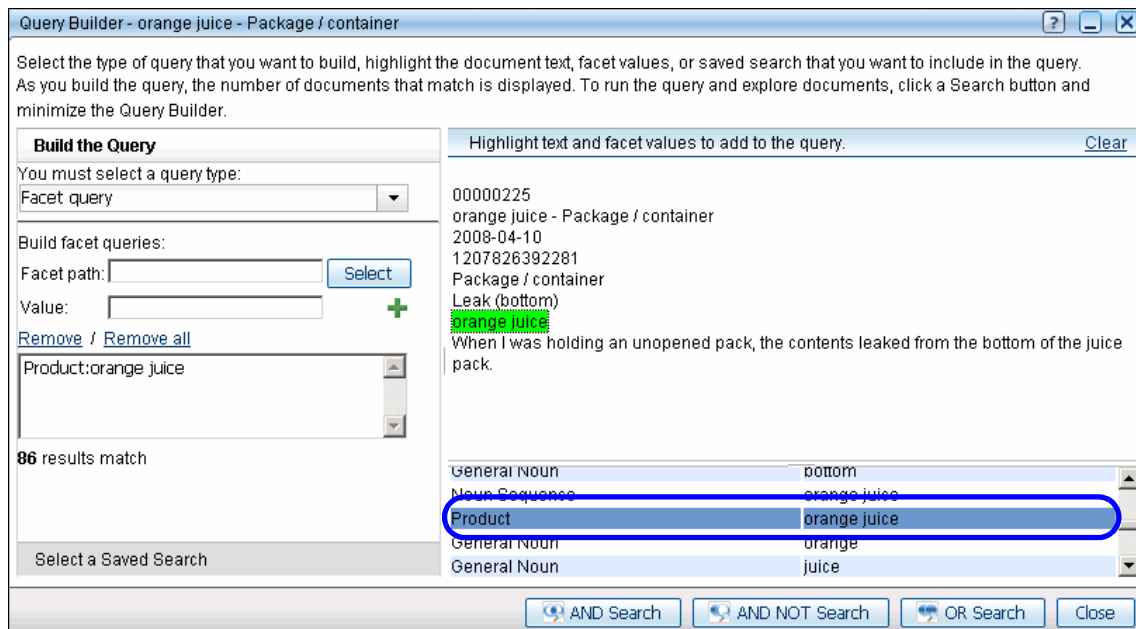 Query Builder - orange juice - Package / container
?
Select the type of query that you want to build, highlight the document text, facet values, or saved search that you want to include in the query.
As you build the query, the number of documents that match is displayed. To run the query and explore documents, click a Search button and
minimize the Query Builder.
Build the Query
You must select a query type:
Facet query
Build facet queries:
Facet path:
Select
Value:
Remove / Remove all
Product:orange juice
86 results match
Select a Saved Search
Highlight text and facet values to add to the query.
Clear
00000225
orange juice - Package / container
2008-04-10
1207826392281
Package / container
Leak (bottom)
orange juice
When I was holding an unopened pack, the contents leaked from the bottom of the juice
pack.
General Noun bottom
Noun Sequence orange juice
Product orange juice
General Noun orange
General Noun juice
AND Search
AND NOT Search
OR Search
Close